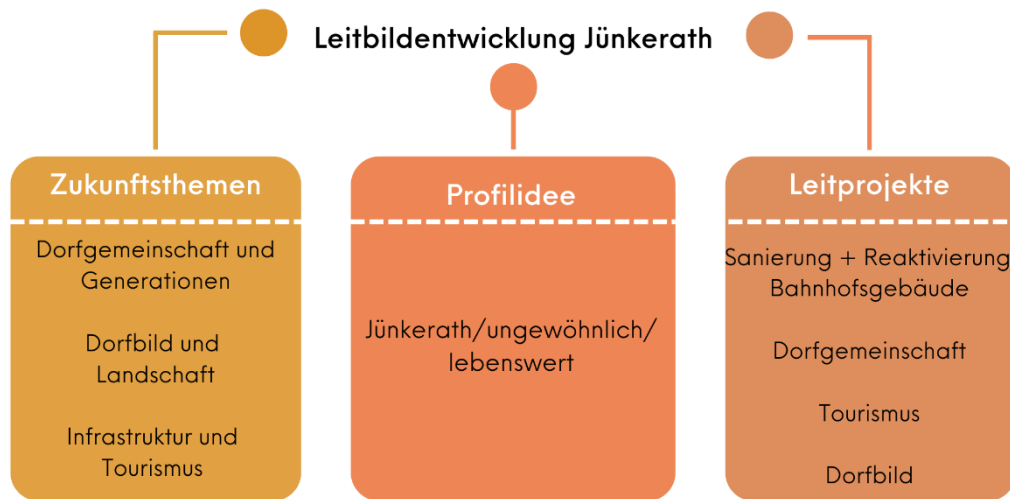 Leitbildentwicklung Jünkerath
Zukunftsthemen
Dorfgemeinschaft und
Generationen
Dorfbild und
Landschaft
Infrastruktur und
Tourismus
Profilidee
Jünkerath/ungewöhnlich/
lebenswert
Leitprojekte
Sanierung + Reaktivierung
Bahnhofsgebäude
Dorfgemeinschaft
Tourismus
Dorfbild